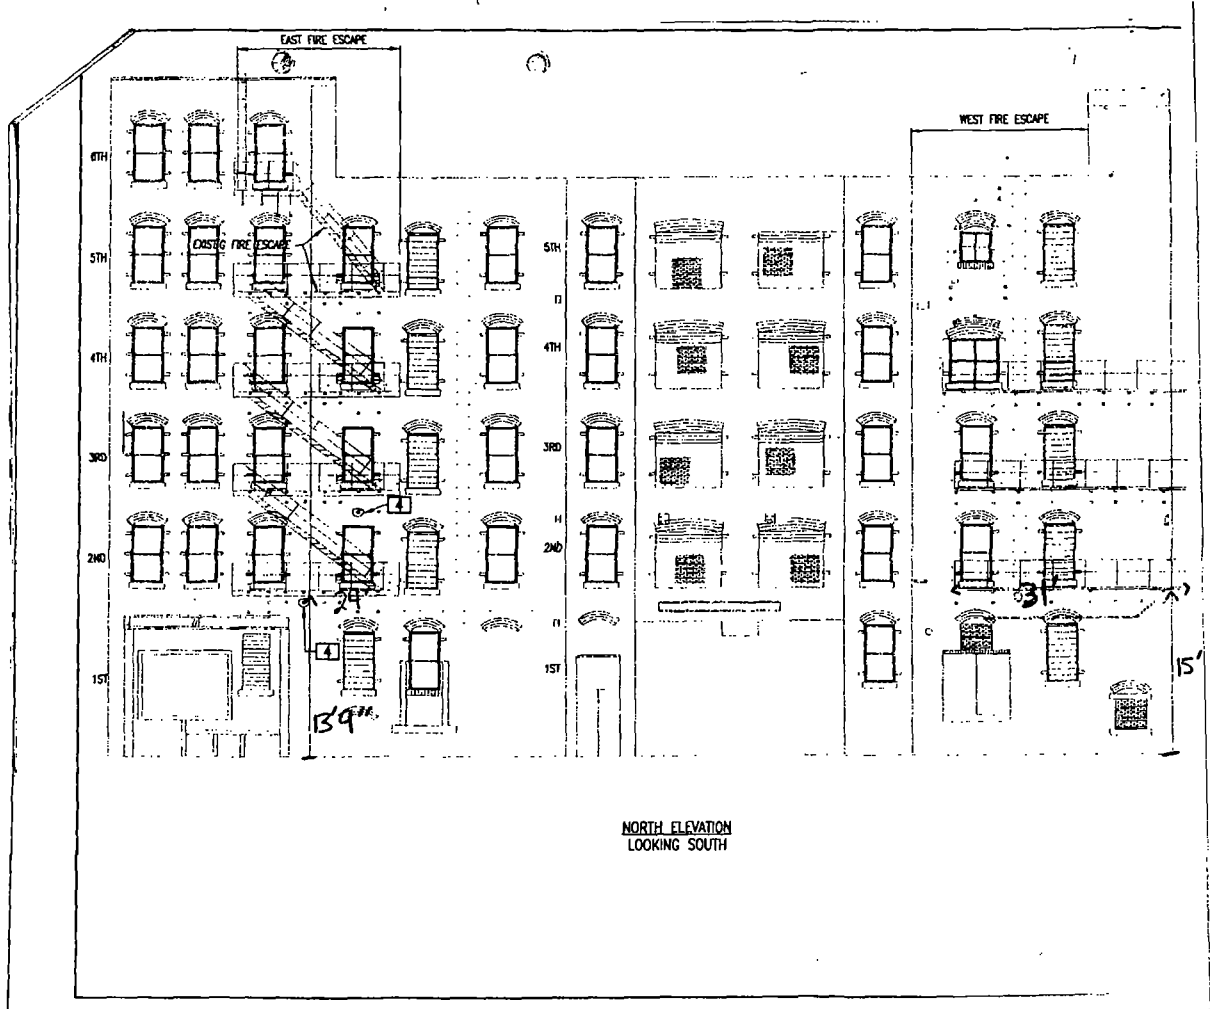 EAST FIRE ESCAPE
WEST FIRE ESCAPE
6TH
EXIST'G FIRE ESCAPE
5TH
5TH
4TH
4TH
3RD
3RD
4
2ND
2ND
24'
31'
4
1ST
1ST
15'
13'9"
NORTH ELEVATION
LOOKING SOUTH